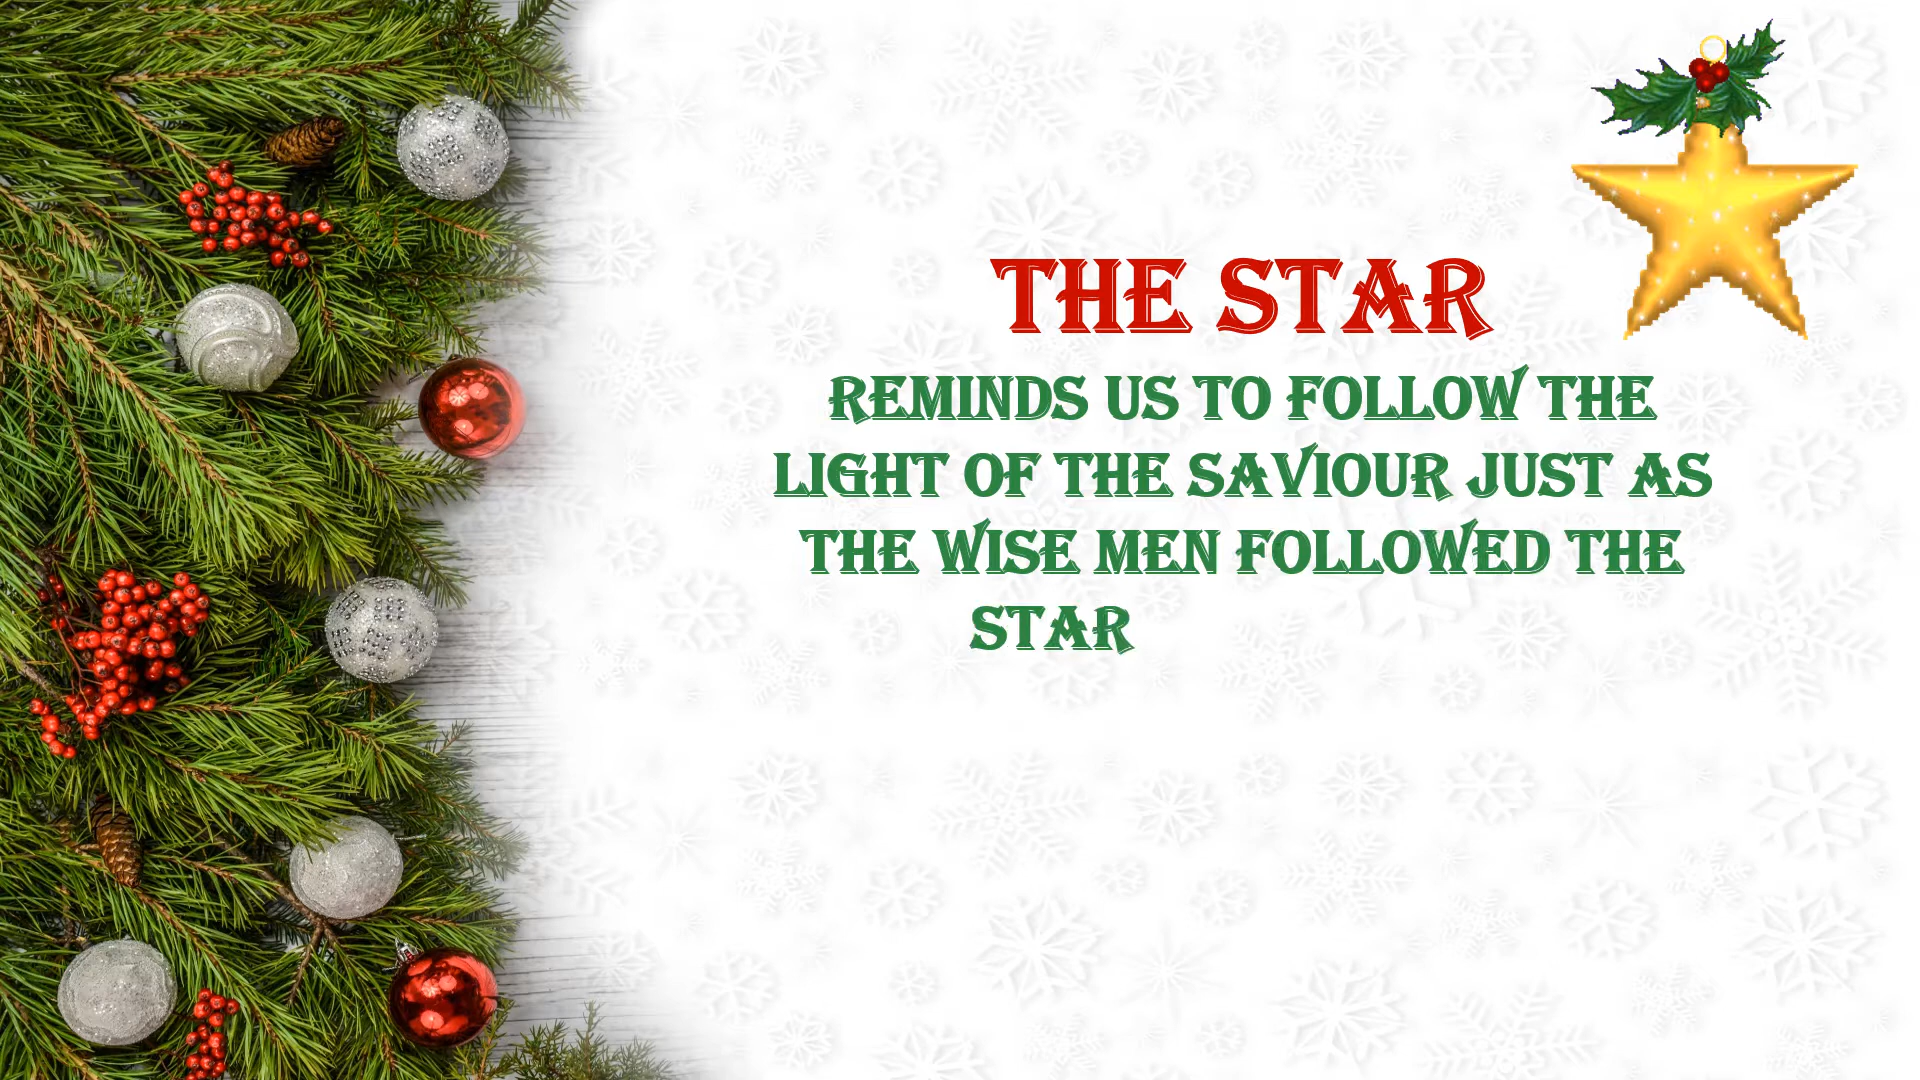 THE STAR
REMINDS US TO FOLLOW THE
LIGHT OF THE SAVIOUR JUST AS
THE WISE MEN FOLLOWED THE
STAR